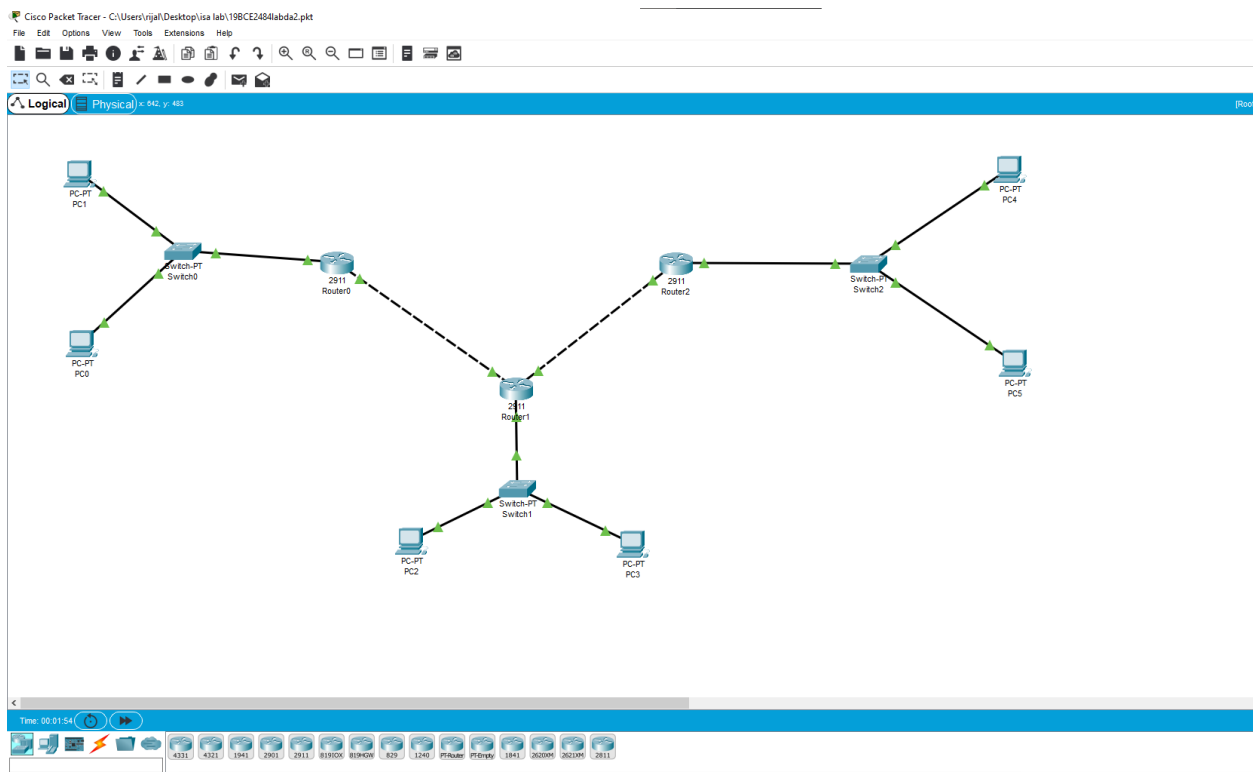 Cisco Packet Tracer - C:\Users\rijal\Desktop\isa lab\19BCE2484labda2.pkt
File Edit Options View Tools Extensions Help
Logical Physical x: 642, y: 483 [Root
PC-PT
PC1
Switch-PT
Switch0
PC-PT
PC0
2911
Router0
2911
Router2
Switch-PT
Switch2
PC-PT
PC4
PC-PT
PC5
2911
Router1
Switch-PT
Switch1
PC-PT
PC2
PC-PT
PC3
Time: 00:01:54
4331 4321 1941 2901 2911 819IOX 819HGW 829 1240 PT-Router PT-Empty 1841 2620XM 2621XM 2811